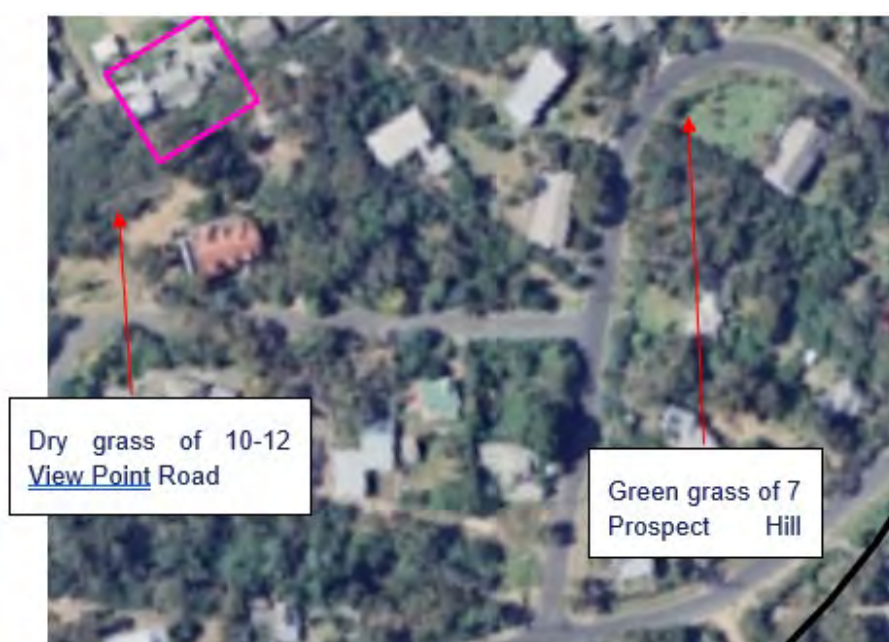 Dry grass of 10-12
View Point Road
Green grass of 7
Prospect Hill